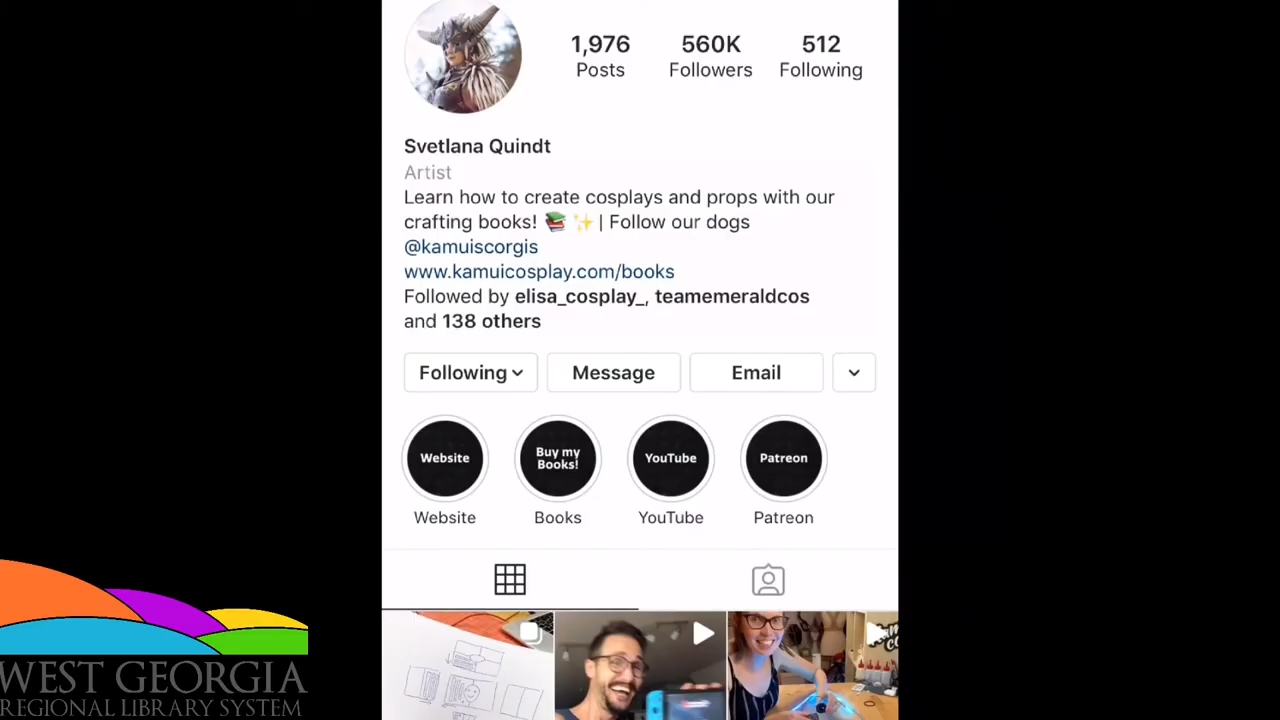 1,976 560K 512
Posts Followers Following
Svetlana Quindt
Artist
Learn how to create cosplays and props with our
crafting books! 📚 ✨ | Follow our dogs
@kamuiscorgis
www.kamuicosplay.com/books
Followed by elisa_cosplay_, teamemeraldcos
and 138 others
Following Message Email
Website Buy my Books! YouTube Patreon
Website Books YouTube Patreon
WEST GEORGIA
REGIONAL LIBRARY SYSTEM